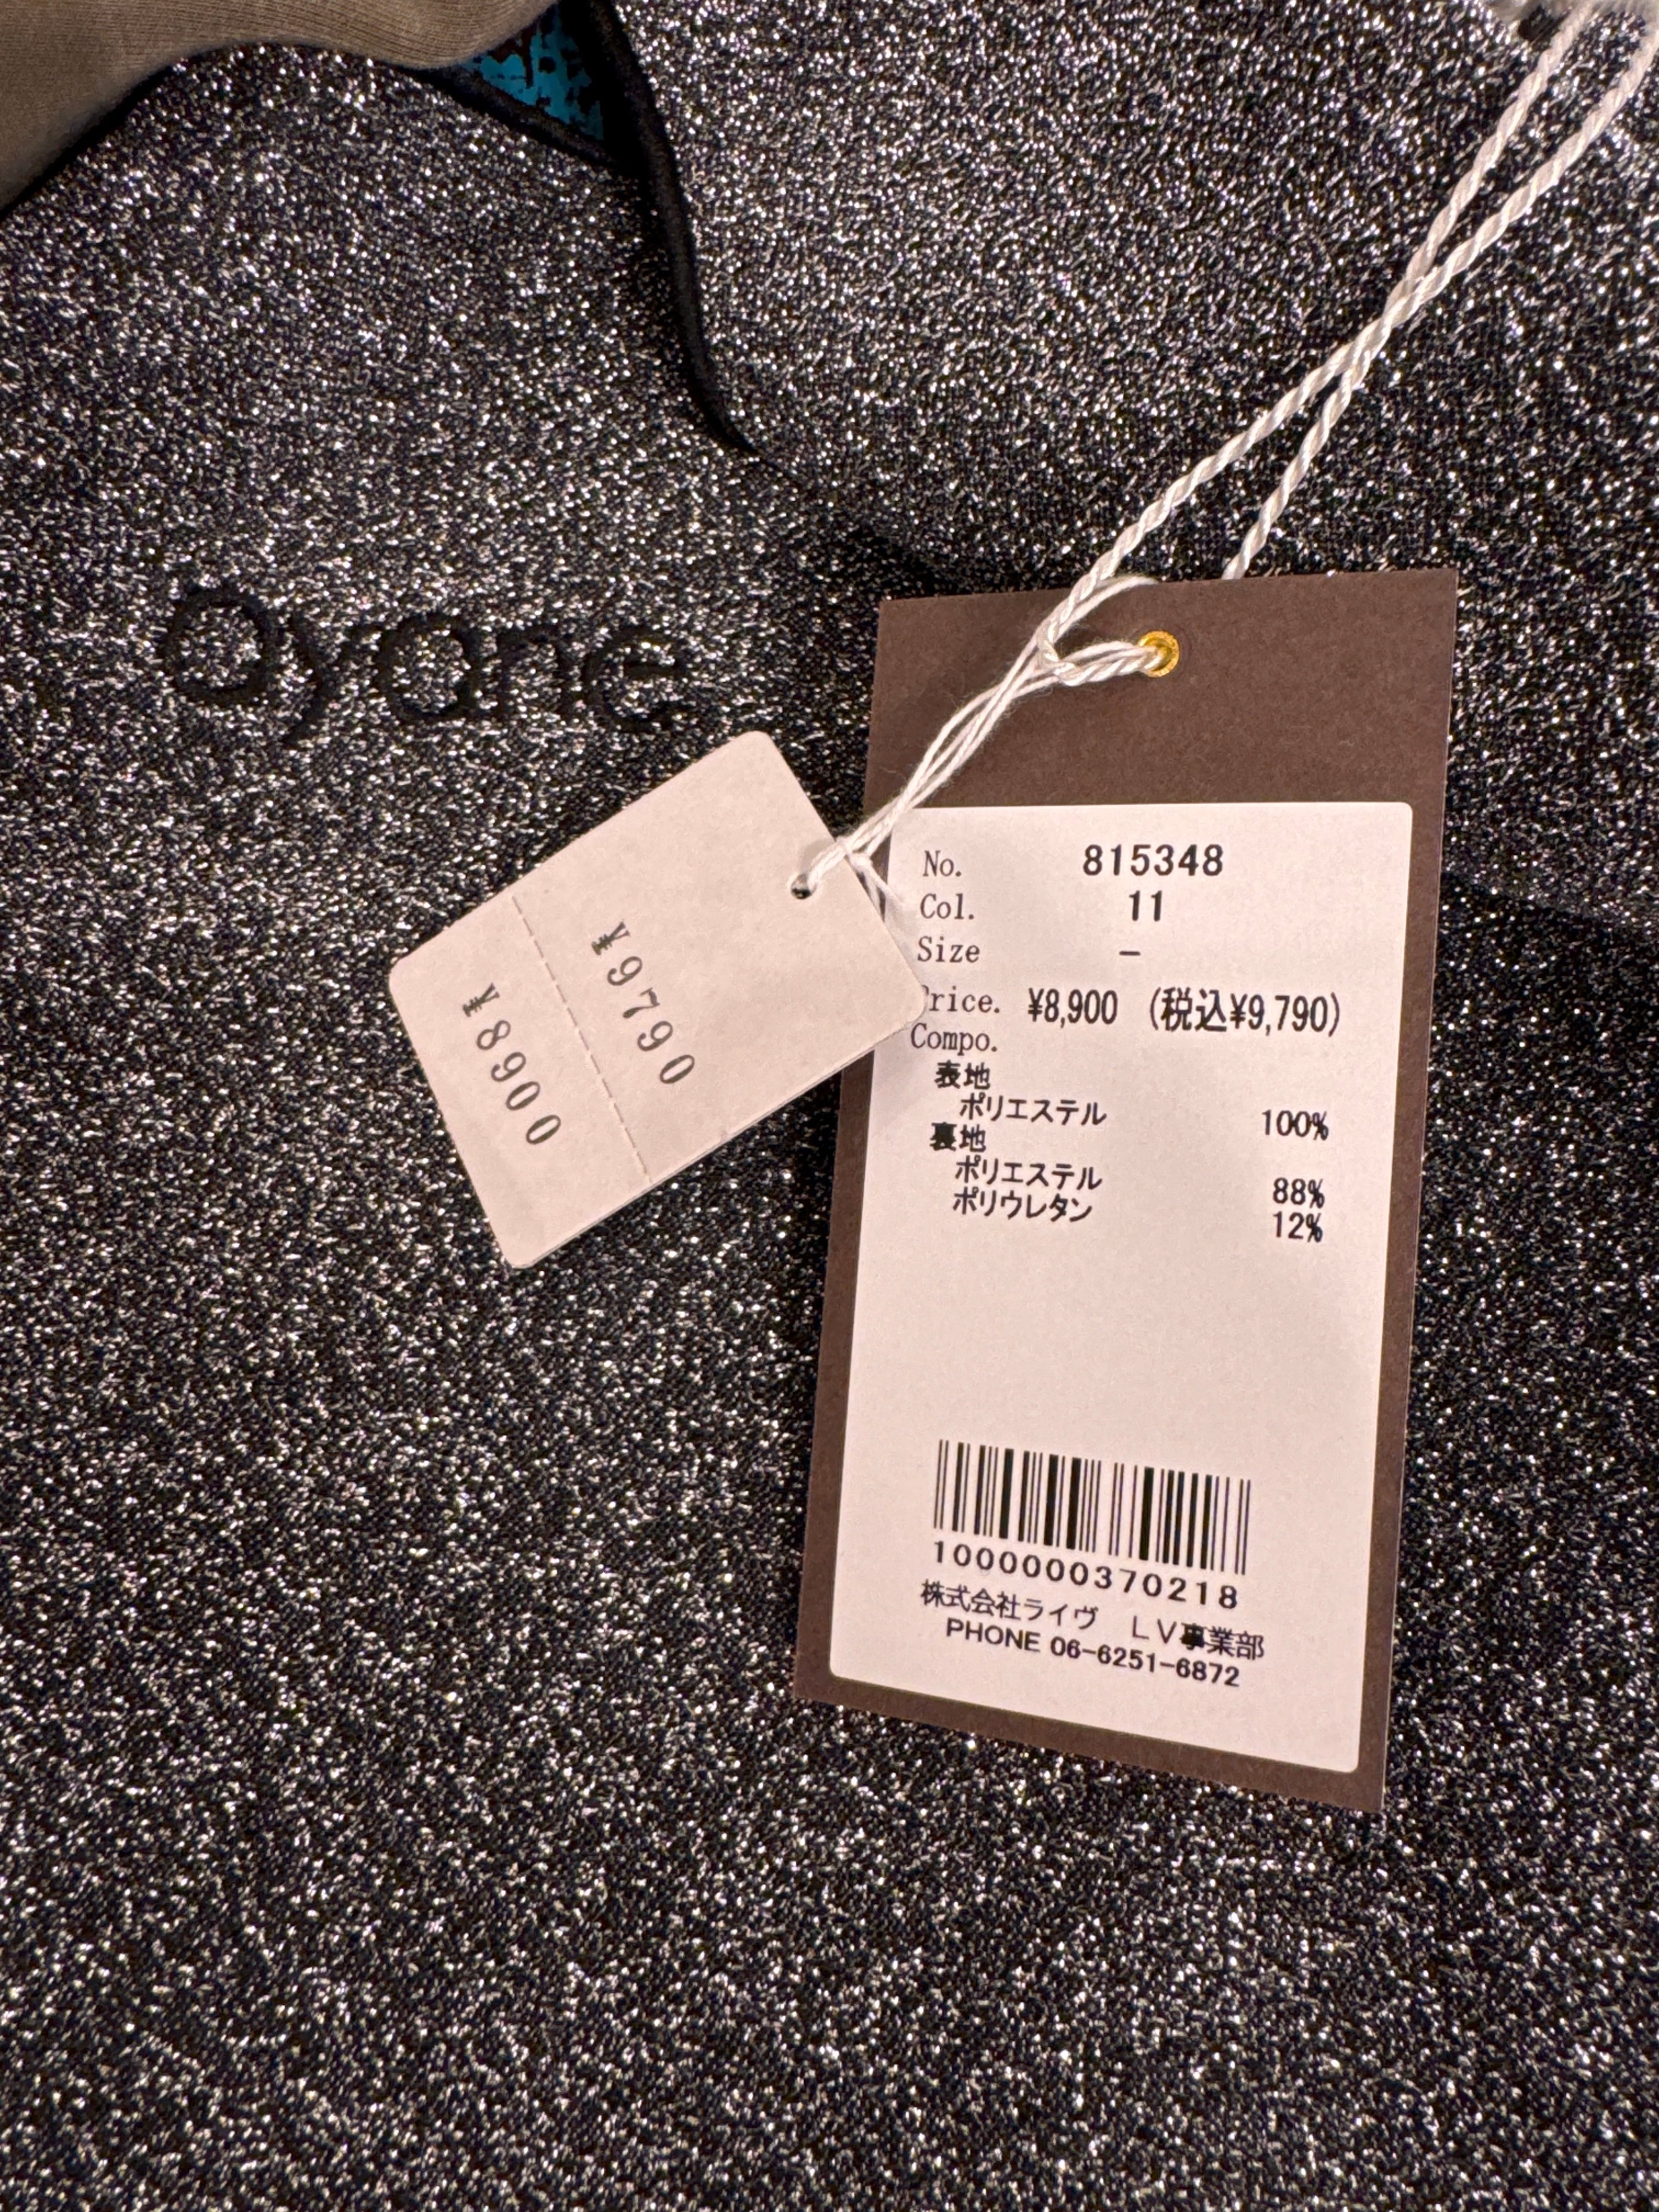 Oyane
¥9790
¥8900
No. 815348
Col. 11
Size -
Price. ¥8,900 (税込¥9,790)
Compo.
表地
ポリエステル 100%
裏地
ポリエステル 88%
ポリウレタン 12%
1000000370218
株式会社ライヴ LV事業部
PHONE 06-6251-6872